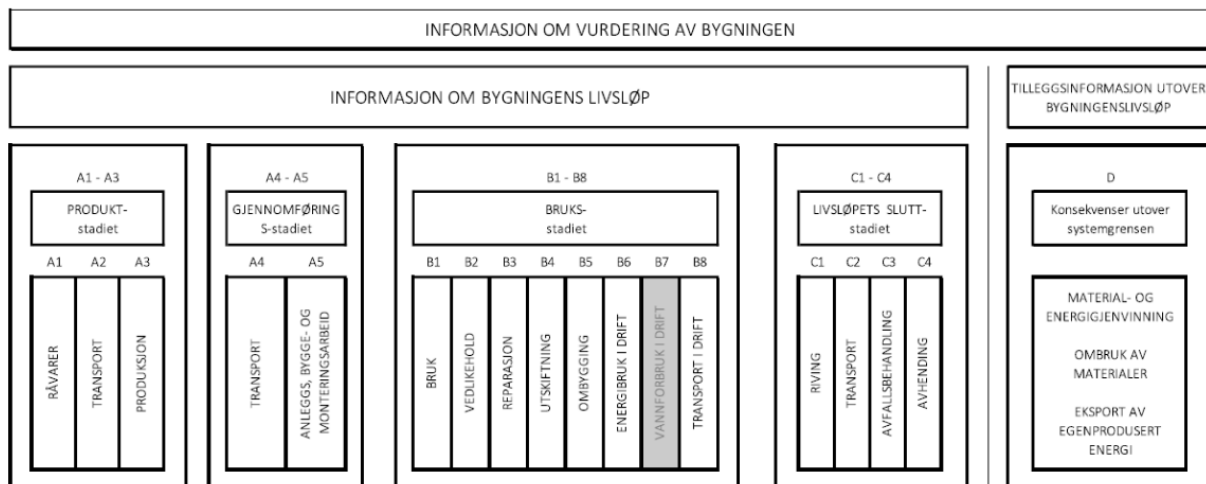 INFORMASJON OM VURDERING AV BYGNINGEN
INFORMASJON OM BYGNINGENS LIVSLØP
TILLEGGSINFORMASJON UTOVER
BYGNINGENSLIVSLØP
A1 - A3
PRODUKT-
stadiet
A1 A2 A3
RÅVARER
TRANSPORT
PRODUKSJON
A4 - A5
GJENNOMFØRING
S-stadiet
A4 A5
TRANSPORT
ANLEGGS, BYGGE- OG
MONTERINGSARBEID
B1 - B8
BRUKS-
stadiet
B1 B2 B3 B4 B5 B6 B7 B8
BRUK
VEDLIKEHOLD
REPARASJON
UTSKIFTNING
OMBYGGING
ENERGIBRUK I DRIFT
VANNFORBRUK I DRIFT
TRANSPORT I DRIFT
C1 - C4
LIVSLØPETS SLUTT-
stadiet
C1 C2 C3 C4
RIVING
TRANSPORT
AVFALLSBEHANDLING
AVHENDING
D
Konsekvenser utover
systemgrensen
MATERIAL- OG
ENERGIGJENVINNING
OMBRUK AV
MATERIALER
EKSPORT AV
EGENPRODUSERT
ENERGI